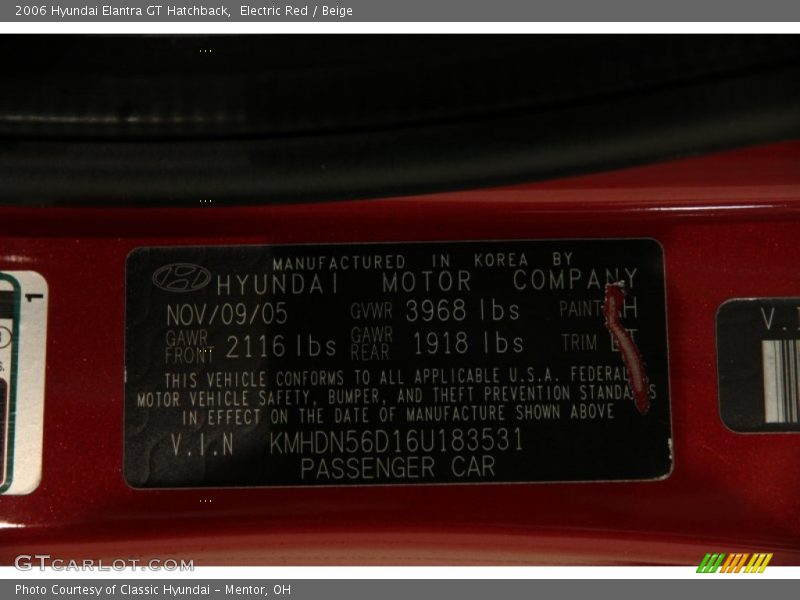 2006 Hyundai Elantra GT Hatchback, Electric Red / Beige
1
MANUFACTURED IN KOREA BY
HYUNDAI MOTOR COMPANY
NOV/09/05 GVWR 3968 lbs PAINT
GAWR FRONT 2116 lbs GAWR REAR 1918 lbs TRIM
THIS VEHICLE CONFORMS TO ALL APPLICABLE U.S.A. FEDERAL
MOTOR VEHICLE SAFETY, BUMPER, AND THEFT PREVENTION STANDARDS
IN EFFECT ON THE DATE OF MANUFACTURE SHOWN ABOVE
V.I.N KMHDN56D16U183531
PASSENGER CAR
GTCARLOT.COM
Photo Courtesy of Classic Hyundai - Mentor, OH